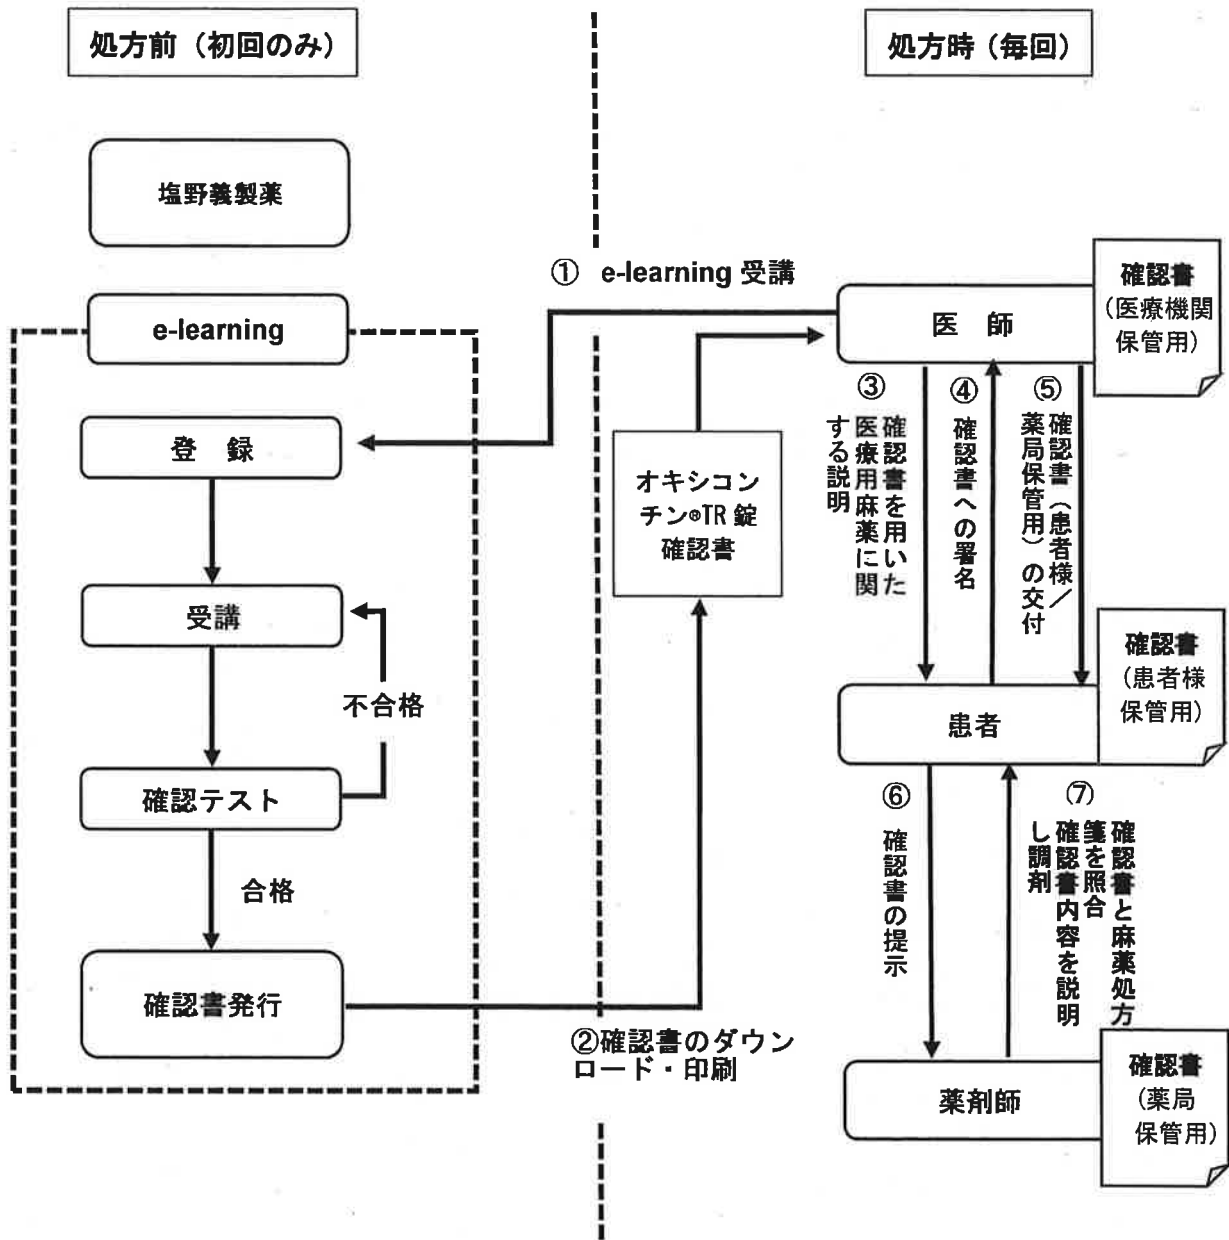 処方前（初回のみ）
処方時（毎回）
塩野義製薬
① e-learning 受講
e-learning
登　録
受講
不合格
確認テスト
合格
確認書発行
②確認書のダウン
ロード・印刷
オキシコン
チン®TR 錠
確認書
医　師
確認書
（医療機関
保管用）
③
確認書を用いた
医療用麻薬に関
する説明
④
確認書への署名
⑤
確認書（患者様／
薬局保管用）の交付
患者
確認書
（患者様
保管用）
⑥
確認書の提示
⑦
確認書と麻薬処方
箋を照合
確認書内容を説明
し調剤
薬剤師
確認書
（薬局
保管用）